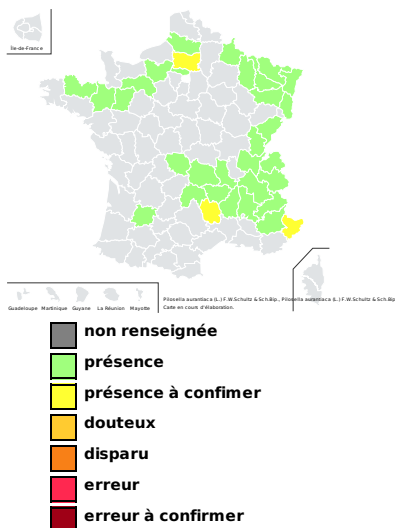 Île-de-France
Guadeloupe Martinique Guyane La Réunion Mayotte
Pilosella aurantiaca (L.) F.W.Schultz & Sch.Bip., Pilosella aurantiaca (L.) F.W.Schultz & Sch.Bip
Carte en cours d'élaboration.
non renseignée
présence
présence à confimer
douteux
disparu
erreur
erreur à confirmer